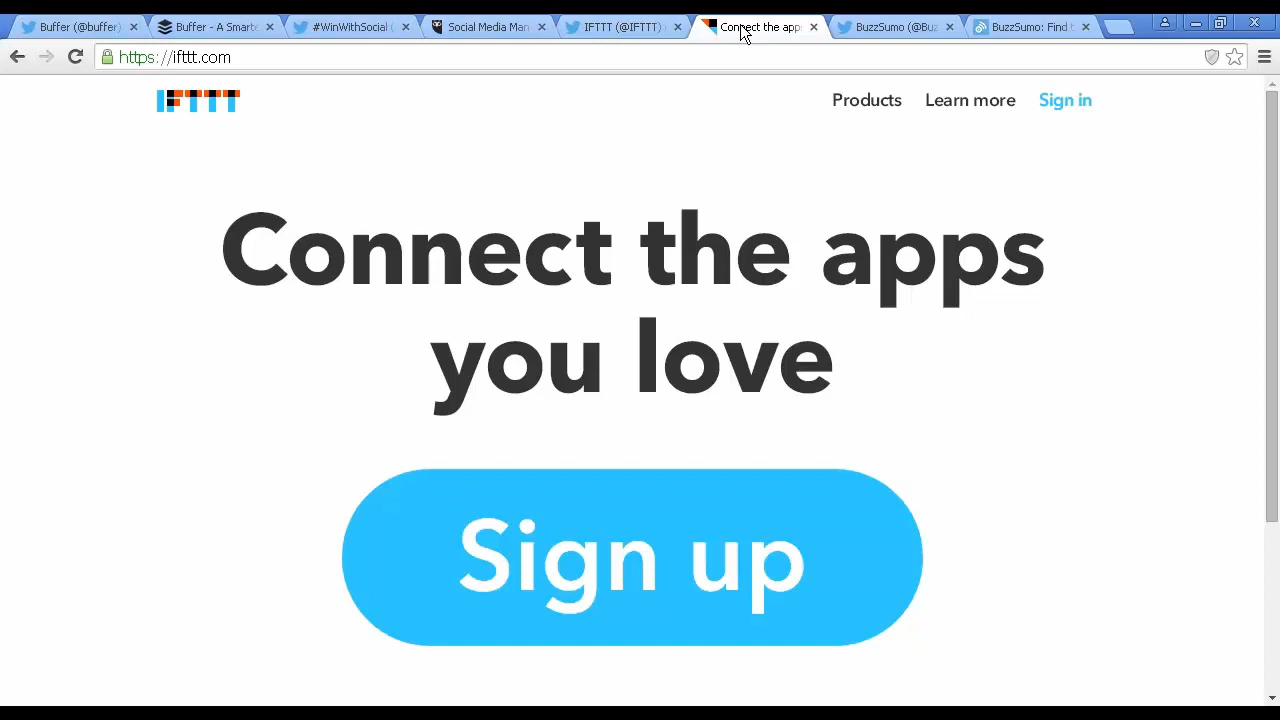 Buffer (@buffer)
Buffer - A Smarte
#WinWithSocial (
Social Media Man
IFTTT (@IFTTT)
Connect the app
BuzzSumo (@Buz
BuzzSumo: Find b
https://ifttt.com
IFTTT
Products
Learn more
Sign in
Connect the apps
you love
Sign up